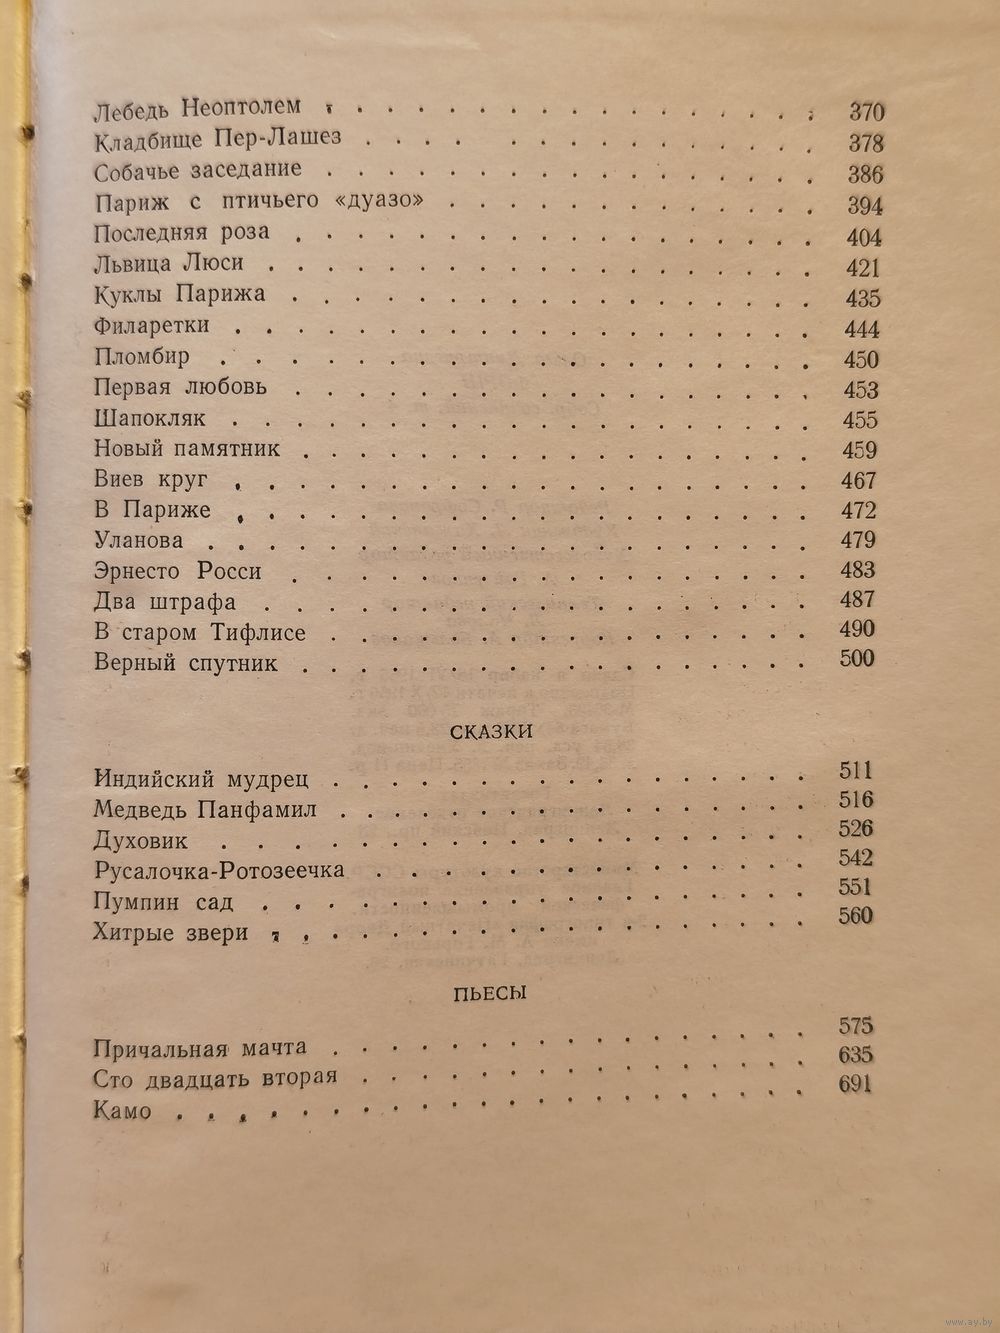 Лебедь Неоптолем . . . . . . . . . . . . . . . . 370
Кладбище Пер-Лашез . . . . . . . . . . . . . . . 378
Собачье заседание . . . . . . . . . . . . . . . . 386
Париж с птичьего «дуазо» . . . . . . . . . . . . . 394
Последняя роза . . . . . . . . . . . . . . . . . 404
Львица Люси . . . . . . . . . . . . . . . . . . 421
Куклы Парижа . . . . . . . . . . . . . . . . . 435
Филаретки . . . . . . . . . . . . . . . . . . . 444
Пломбир . . . . . . . . . . . . . . . . . . . 450
Первая любовь . . . . . . . . . . . . . . . . . 453
Шапокляк . . . . . . . . . . . . . . . . . . . 455
Новый памятник . . . . . . . . . . . . . . . . . 459
Виев круг . . . . . . . . . . . . . . . . . . . 467
В Париже . . . . . . . . . . . . . . . . . . . 472
Уланова . . . . . . . . . . . . . . . . . . . . 479
Эрнесто Росси . . . . . . . . . . . . . . . . . 483
Два штрафа . . . . . . . . . . . . . . . . . . 487
В старом Тифлисе . . . . . . . . . . . . . . . . 490
Верный спутник . . . . . . . . . . . . . . . . . 500
СКАЗКИ
Индийский мудрец . . . . . . . . . . . . . . . . 511
Медведь Панфамил . . . . . . . . . . . . . . . . 516
Духовик . . . . . . . . . . . . . . . . . . . . 526
Русалочка-Ротозеечка . . . . . . . . . . . . . . . 542
Пумпин сад . . . . . . . . . . . . . . . . . . 551
Хитрые звери . . . . . . . . . . . . . . . . . . 560
ПЬЕСЫ
Причальная мачта . . . . . . . . . . . . . . . . 575
Сто двадцать вторая . . . . . . . . . . . . . . . 635
Камо . . . . . . . . . . . . . . . . . . . . . 691
www.ay.by